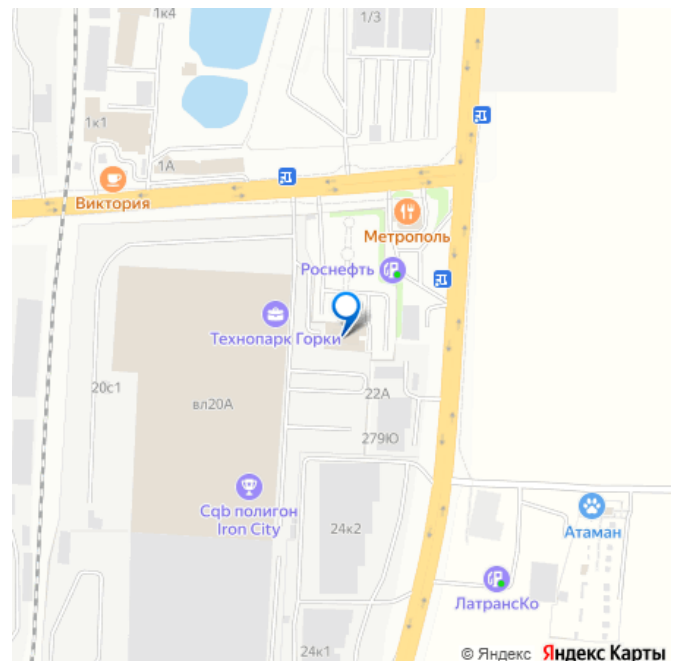 1к4
1/3
1к1
1А
Виктория
Метрополь
Роснефть
Технопарк Горки
20с1
вл20А
22А
279Ю
Cqb полигон
Iron City
24к2
Атаман
ЛатрансКо
24к1
© Яндекс Яндекс Карты